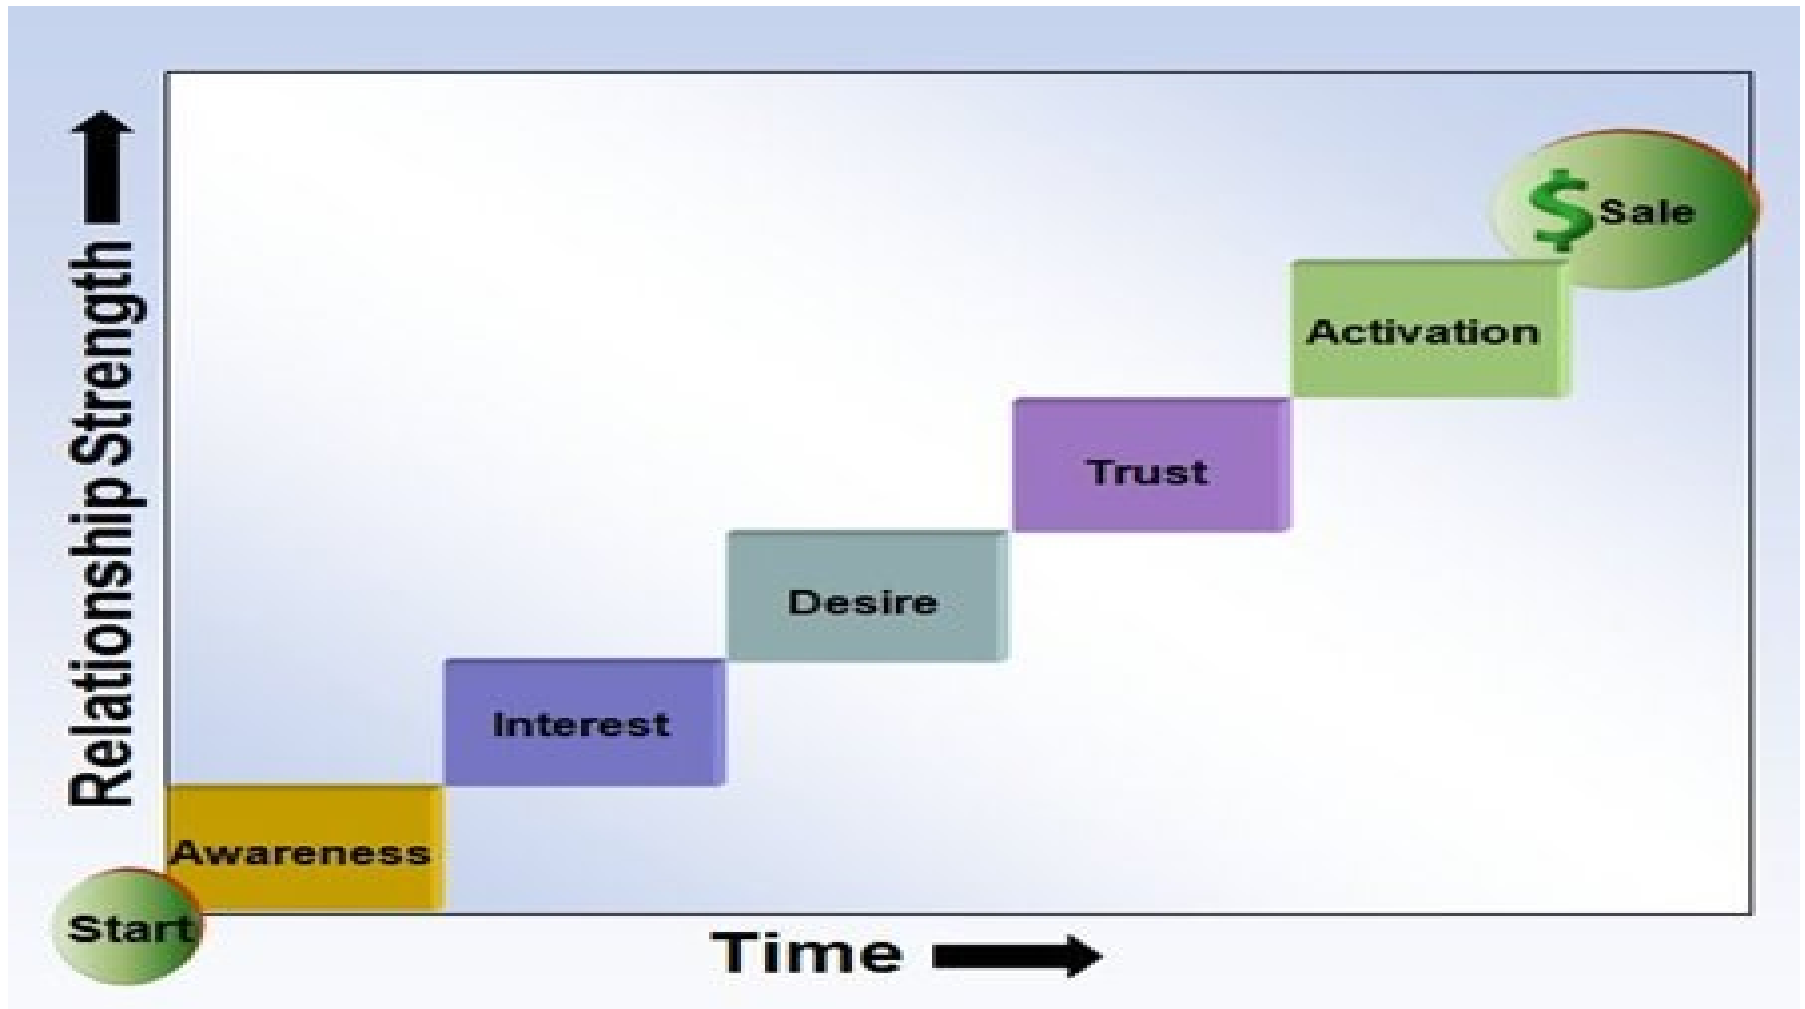 Relationship Strength
$ Sale
Activation
Trust
Desire
Interest
Awareness
Start
Time